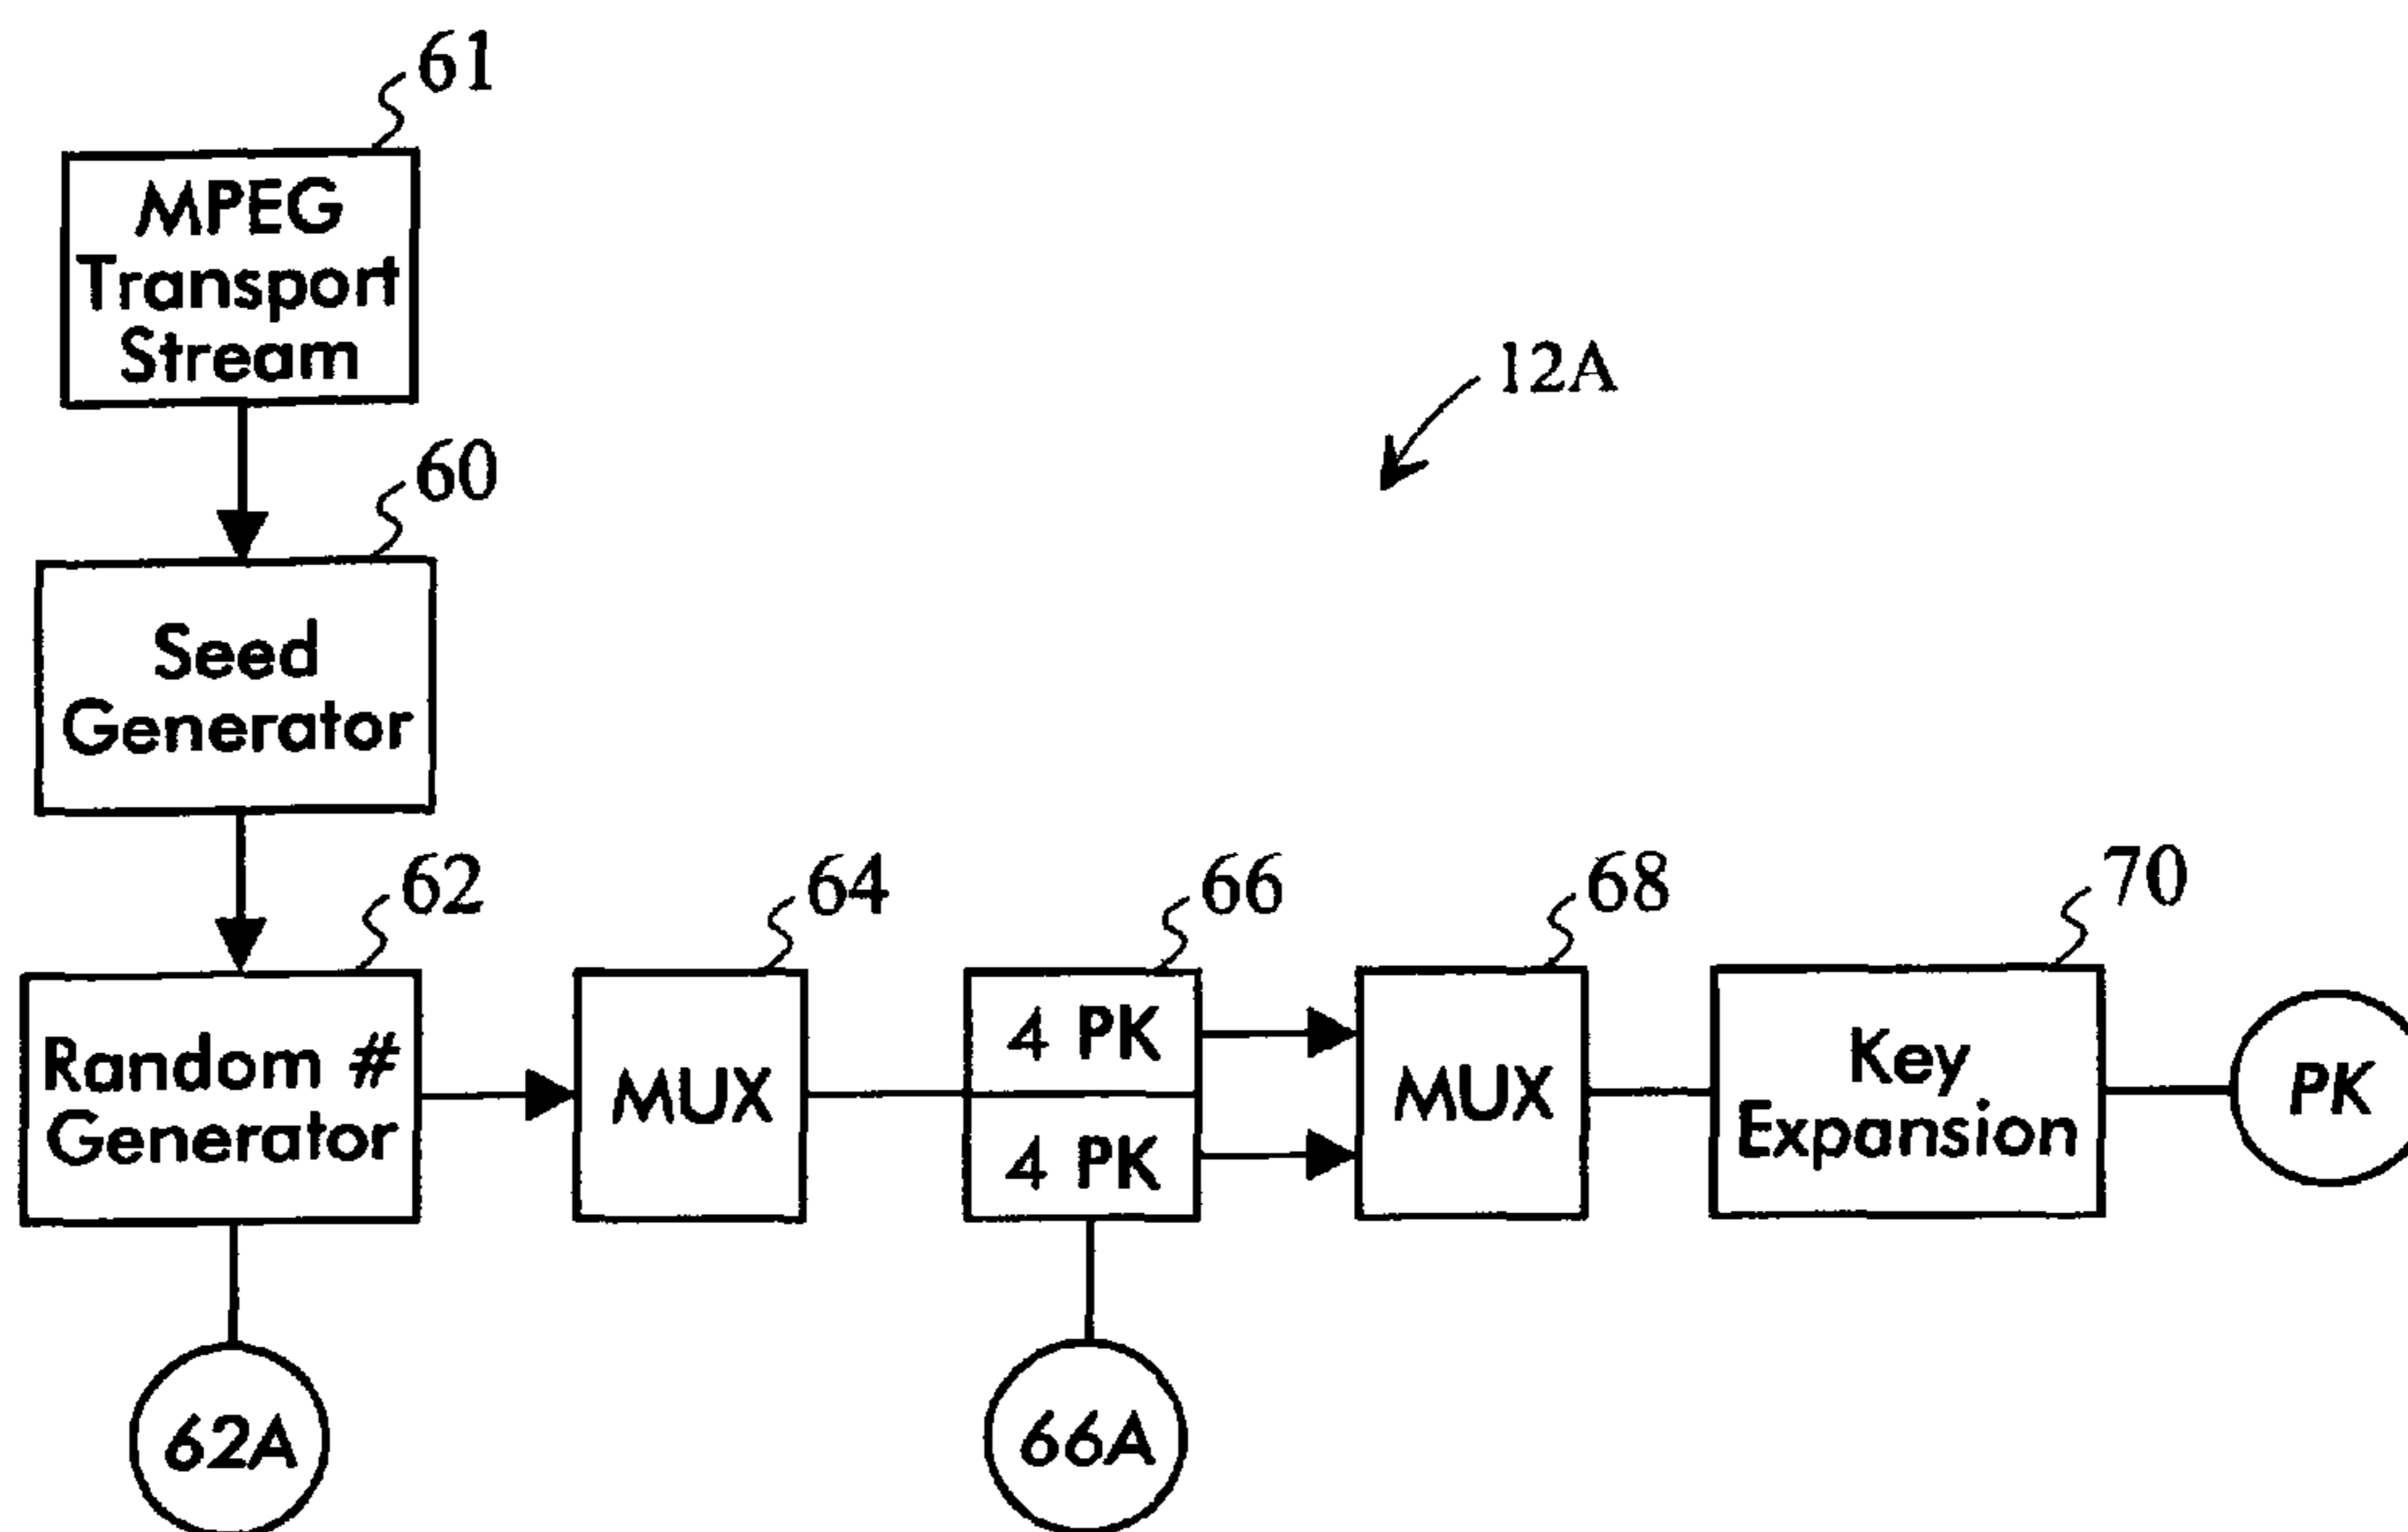 61
MPEG
Transport
Stream
12A
60
Seed
Generator
62
64
66
68
70
Random #
Generator
MUX
4 PK
4 PK
MUX
Key
Expansion
PK
62A
66A